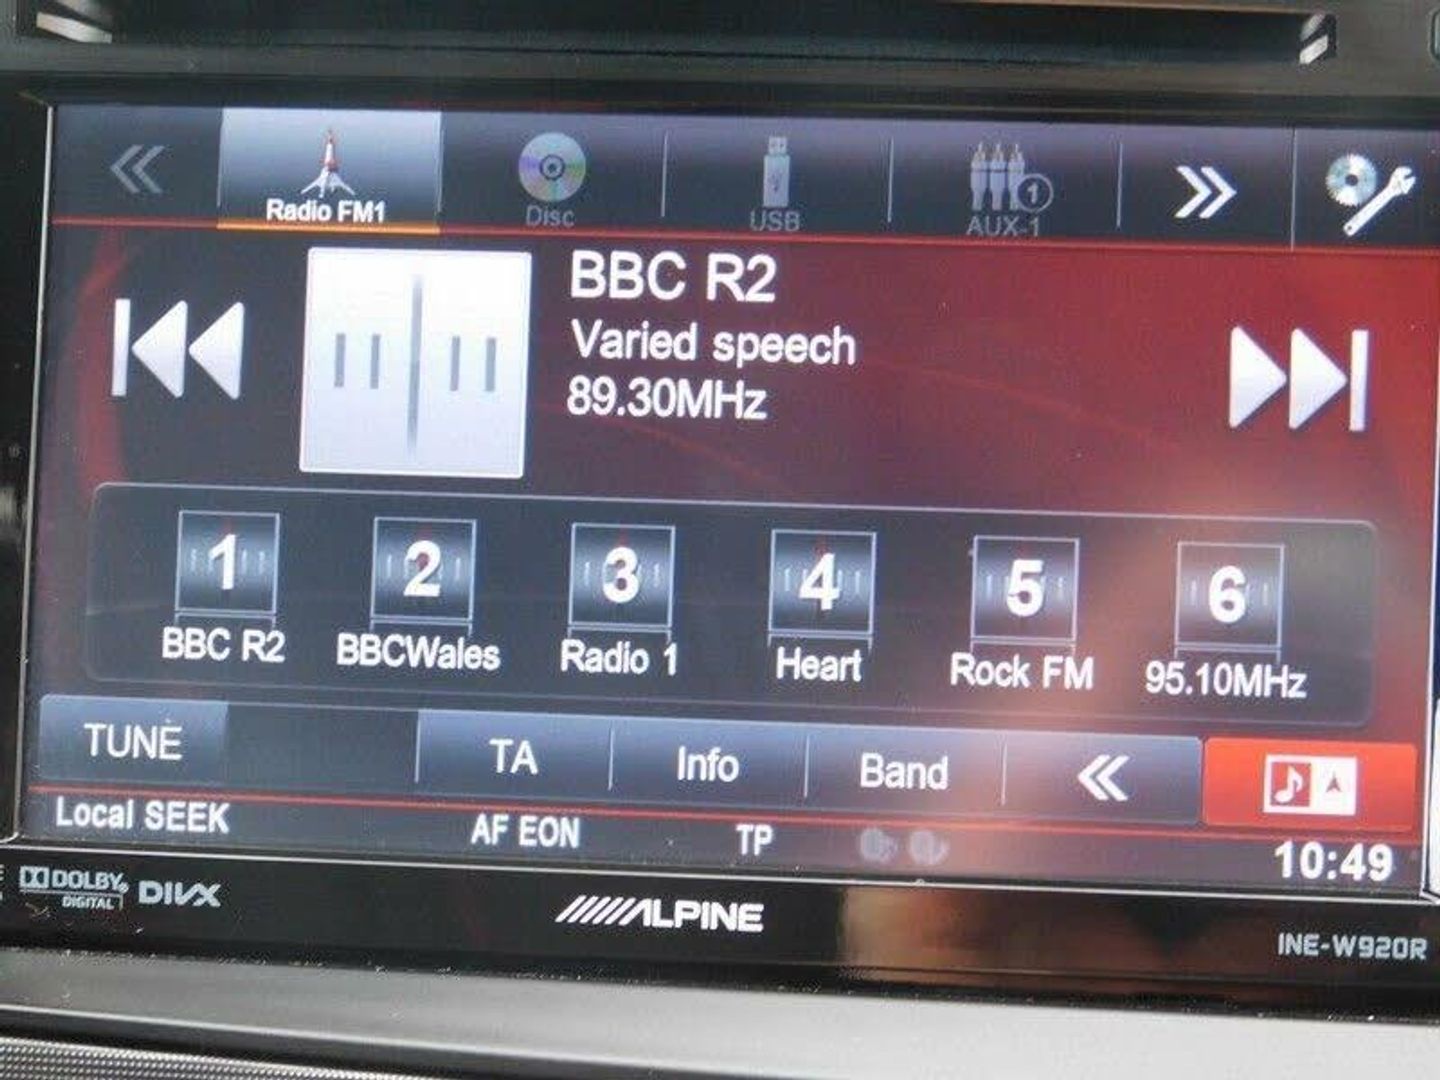 Radio FM1
Disc
USB
1
AUX-1
BBC R2
Varied speech
89.30MHz
1
2
3
4
5
6
BBC R2
BBCWales
Radio 1
Heart
Rock FM
95.10MHz
TUNE
TA
Info
Band
Local SEEK
AF EON
TP
10:49
DOLBY
DIGITAL
DIVX
ALPINE
INE-W920R